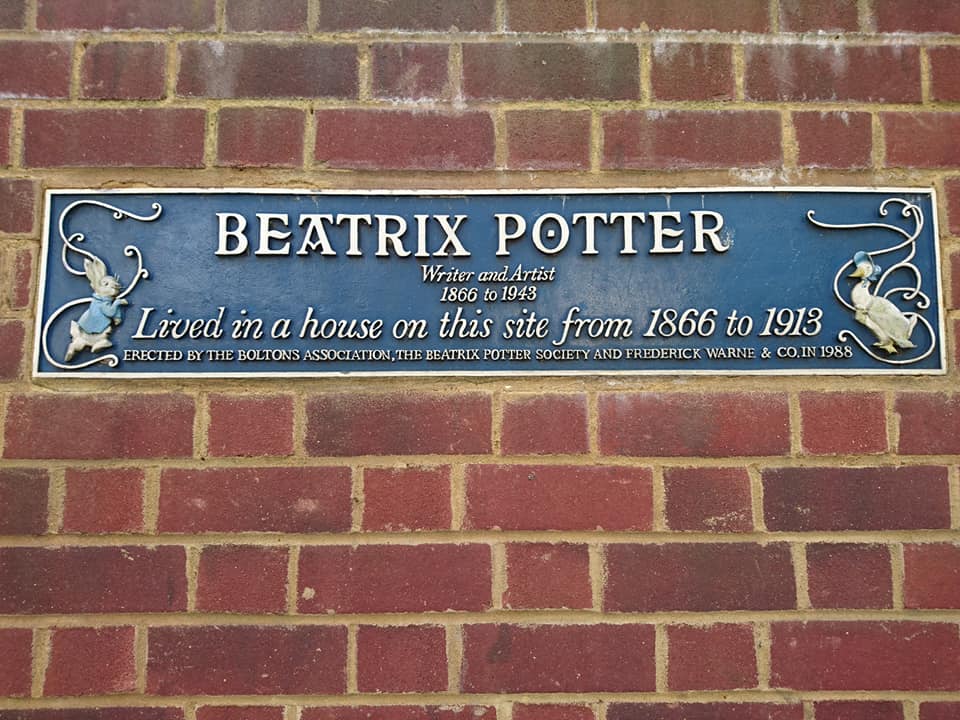 BEATRIX POTTER
Writer and Artist
1866 to 1943
Lived in a house on this site from 1866 to 1913
ERECTED BY THE BOLTONS ASSOCIATION, THE BEATRIX POTTER SOCIETY AND FREDERICK WARNE & CO, IN 1988